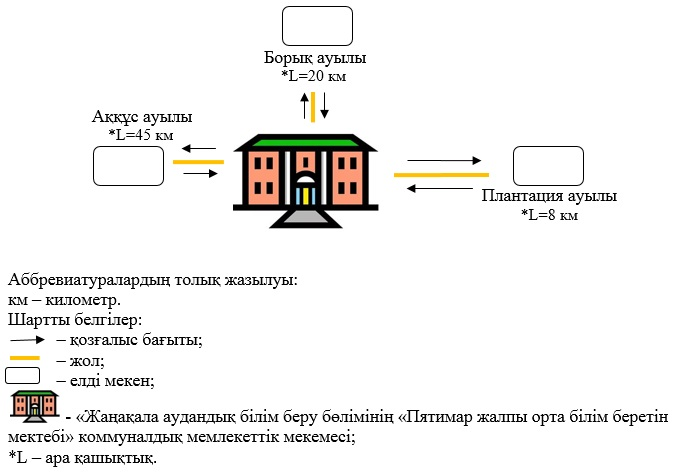 Борық ауылы
*L=20 км
Аққұс ауылы
*L=45 км
Плантация ауылы
*L=8 км
Аббревиатуралардың толық жазылуы:
км – километр.
Шартты белгілер:
– қозғалыс бағыты;
– жол;
– елді мекен;
- «Жаңақала аудандық білім беру бөлімінің «Пятимар жалпы орта білім беретін
мектебі» коммуналдық мемлекеттік мекемесі;
*L – ара қашықтық.